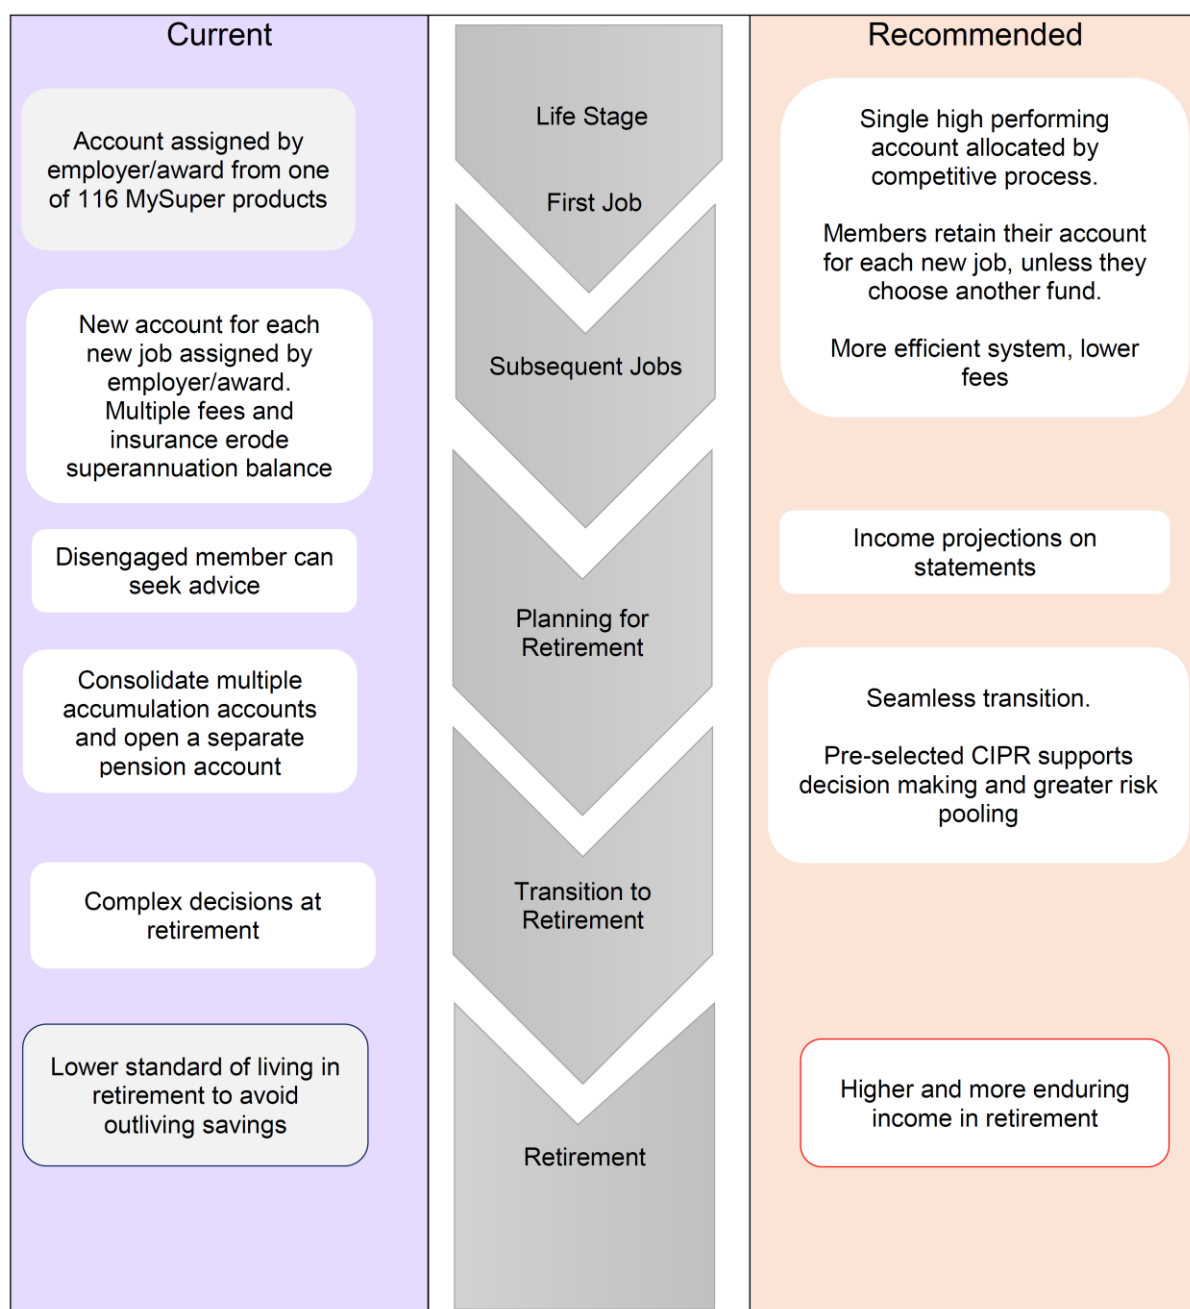 Current
Account assigned by
employer/award from one
of 116 MySuper products
New account for each
new job assigned by
employer/award.
Multiple fees and
insurance erode
superannuation balance
Disengaged member can
seek advice
Consolidate multiple
accumulation accounts
and open a separate
pension account
Complex decisions at
retirement
Lower standard of living in
retirement to avoid
outliving savings
Life Stage
First Job
Subsequent Jobs
Planning for
Retirement
Transition to
Retirement
Retirement
Recommended
Single high performing
account allocated by
competitive process.
Members retain their account
for each new job, unless they
choose another fund.
More efficient system, lower
fees
Income projections on
statements
Seamless transition.
Pre-selected CIPR supports
decision making and greater risk
pooling
Higher and more enduring
income in retirement